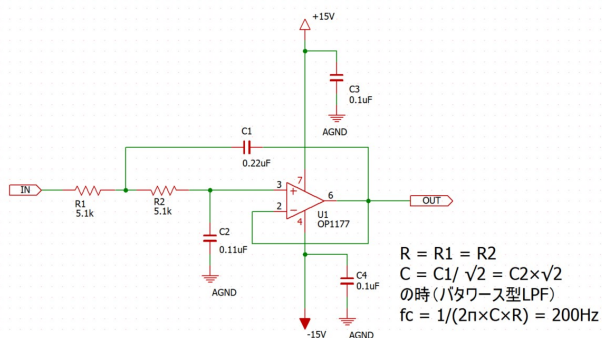 +15V
C3
0.1uF
AGND
C1
0.22uF
IN
R1
5.1k
R2
5.1k
3
2
7
4
6
+
−
U1
OP1177
OUT
C2
0.11uF
AGND
C4
0.1uF
-15V
AGND
R = R1 = R2
C = C1/ √2 = C2×√2
の時(バタワース型LPF)
fc = 1/(2π×C×R) = 200Hz